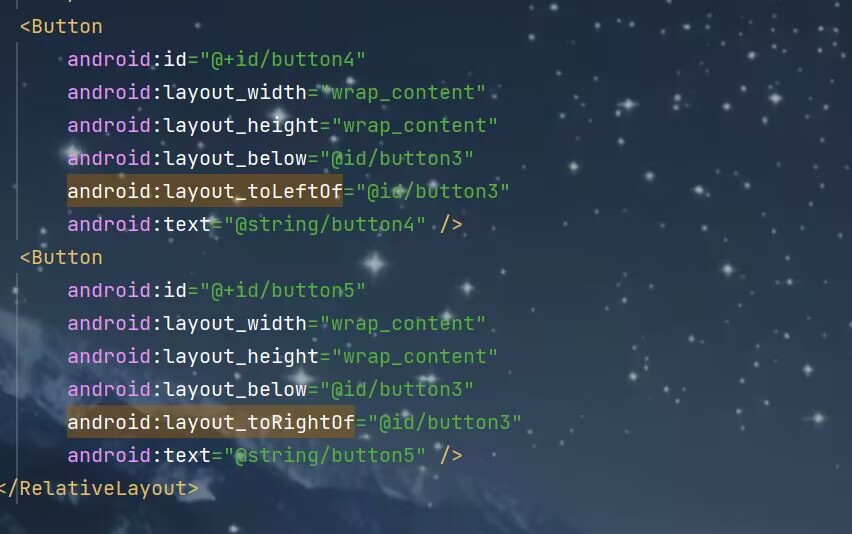 <Button
android:id="@+id/button4"
android:layout_width="wrap_content"
android:layout_height="wrap_content"
android:layout_below="@id/button3"
android:layout_toLeftOf="@id/button3"
android:text="@string/button4" />
<Button
android:id="@+id/button5"
android:layout_width="wrap_content"
android:layout_height="wrap_content"
android:layout_below="@id/button3"
android:layout_toRightOf="@id/button3"
android:text="@string/button5" />
</RelativeLayout>